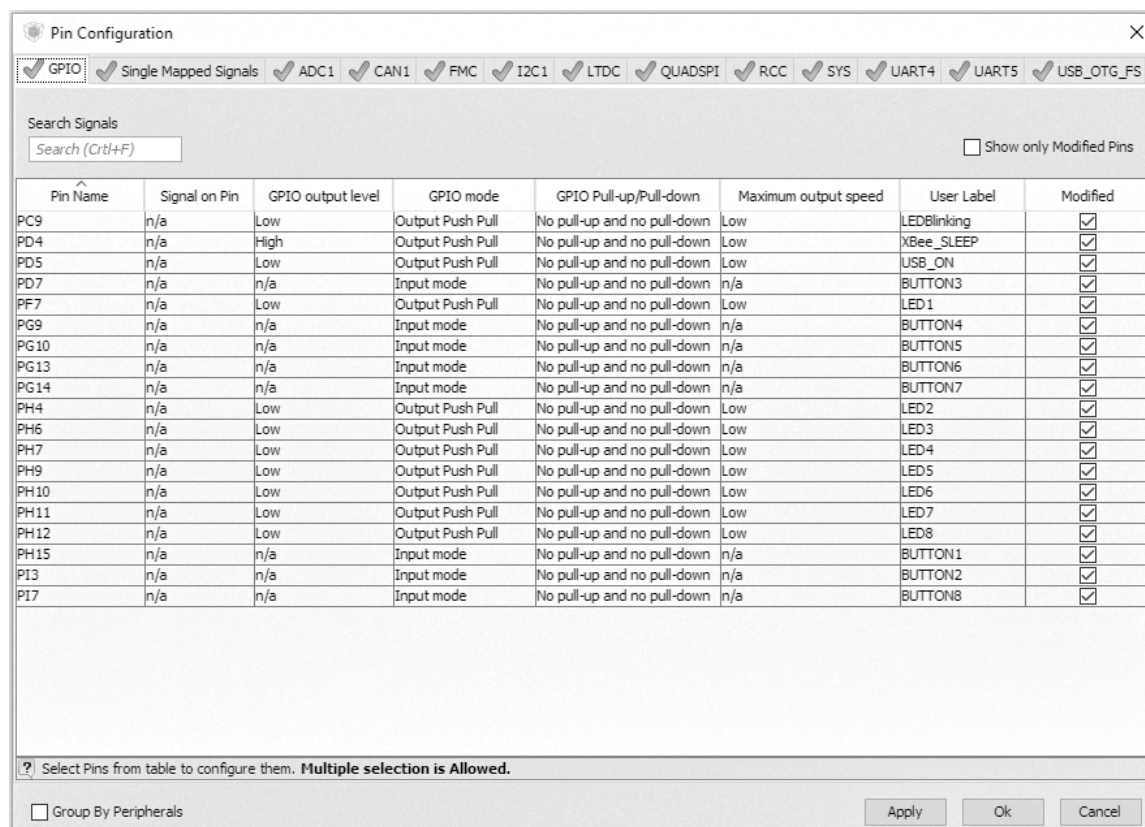 Pin Configuration
GPIO Single Mapped Signals ADC1 CAN1 FMC I2C1 LTDC QUADSPI RCC SYS UART4 UART5 USB_OTG_FS
Search Signals
Search (Crtl+F)
Show only Modified Pins
Pin Name Signal on Pin GPIO output level GPIO mode GPIO Pull-up/Pull-down Maximum output speed User Label Modified
PC9 n/a Low Output Push Pull No pull-up and no pull-down Low LEDBlinking
PD4 n/a High Output Push Pull No pull-up and no pull-down Low XBee_SLEEP
PD5 n/a Low Output Push Pull No pull-up and no pull-down Low USB_ON
PD7 n/a n/a Input mode No pull-up and no pull-down n/a BUTTON3
PF7 n/a Low Output Push Pull No pull-up and no pull-down Low LED1
PG9 n/a n/a Input mode No pull-up and no pull-down n/a BUTTON4
PG10 n/a n/a Input mode No pull-up and no pull-down n/a BUTTON5
PG13 n/a n/a Input mode No pull-up and no pull-down n/a BUTTON6
PG14 n/a n/a Input mode No pull-up and no pull-down n/a BUTTON7
PH4 n/a Low Output Push Pull No pull-up and no pull-down Low LED2
PH6 n/a Low Output Push Pull No pull-up and no pull-down Low LED3
PH7 n/a Low Output Push Pull No pull-up and no pull-down Low LED4
PH9 n/a Low Output Push Pull No pull-up and no pull-down Low LED5
PH10 n/a Low Output Push Pull No pull-up and no pull-down Low LED6
PH11 n/a Low Output Push Pull No pull-up and no pull-down Low LED7
PH12 n/a Low Output Push Pull No pull-up and no pull-down Low LED8
PH15 n/a n/a Input mode No pull-up and no pull-down n/a BUTTON1
PI3 n/a n/a Input mode No pull-up and no pull-down n/a BUTTON2
PI7 n/a n/a Input mode No pull-up and no pull-down n/a BUTTON8
? Select Pins from table to configure them. Multiple selection is Allowed.
Group By Peripherals Apply Ok Cancel